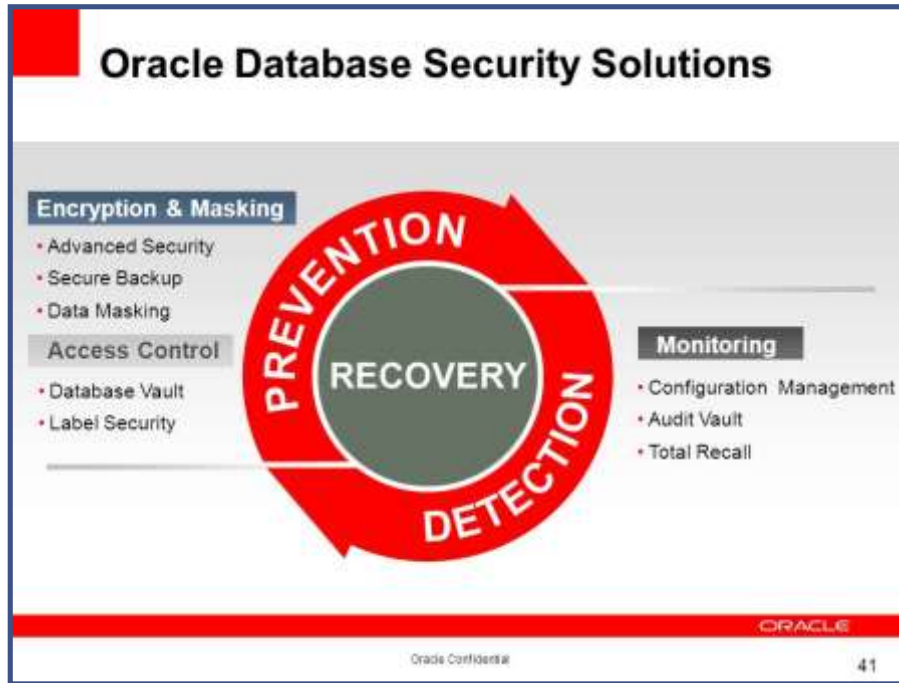 Oracle Database Security Solutions
Encryption & Masking
• Advanced Security
• Secure Backup
• Data Masking
Access Control
• Database Vault
• Label Security
PREVENTION
RECOVERY
DETECTION
Monitoring
• Configuration Management
• Audit Vault
• Total Recall
ORACLE
Oracle Confidential
41